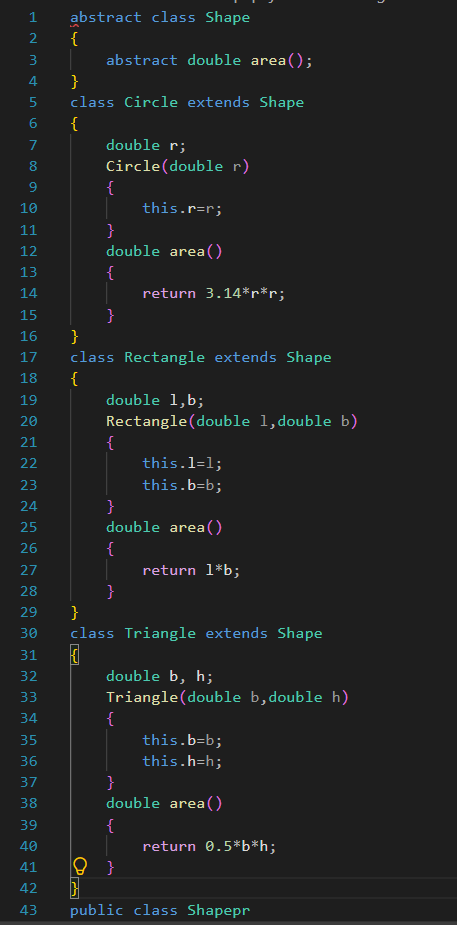 1 abstract class Shape
2 {
3     abstract double area();
4 }
5 class Circle extends Shape
6 {
7     double r;
8     Circle(double r)
9     {
10         this.r=r;
11     }
12     double area()
13     {
14         return 3.14*r*r;
15     }
16 }
17 class Rectangle extends Shape
18 {
19     double l,b;
20     Rectangle(double l,double b)
21     {
22         this.l=l;
23         this.b=b;
24     }
25     double area()
26     {
27         return l*b;
28     }
29 }
30 class Triangle extends Shape
31 {
32     double b, h;
33     Triangle(double b,double h)
34     {
35         this.b=b;
36         this.h=h;
37     }
38     double area()
39     {
40         return 0.5*b*h;
41     }
42 }
43 public class Shapepr